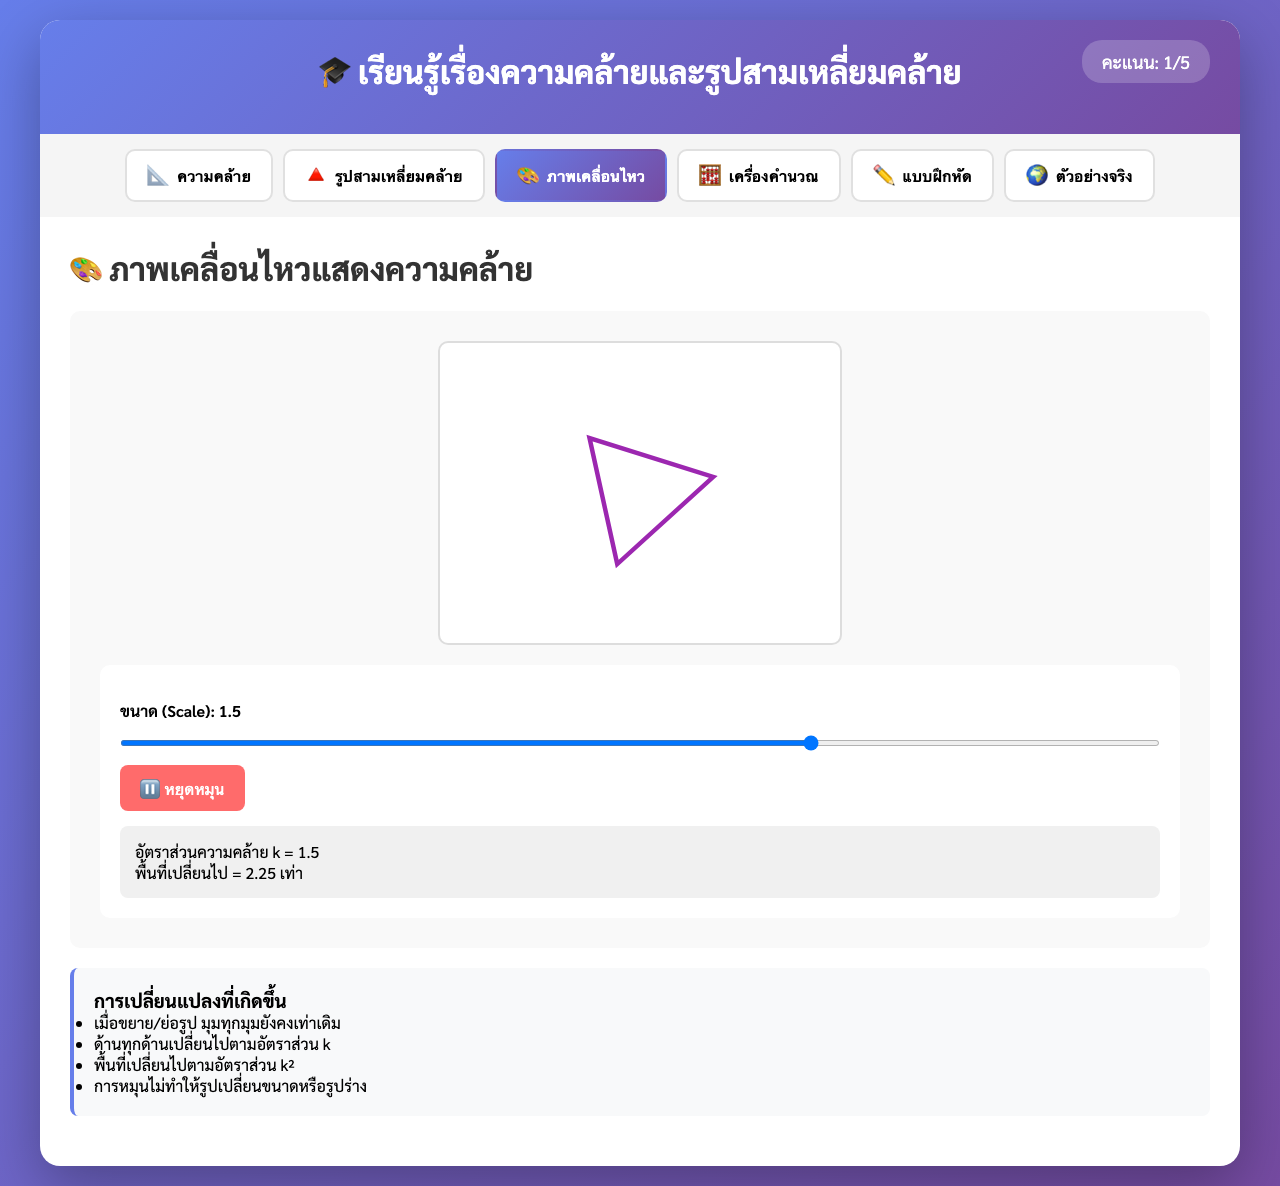 🎓 เรียนรู้เรื่องความคล้ายและรูปสามเหลี่ยมคล้าย
คะแนน: 1/5
📐 ความคล้าย
🔺 รูปสามเหลี่ยมคล้าย
🎨 ภาพเคลื่อนไหว
🧮 เครื่องคำนวณ
✏️ แบบฝึกหัด
🌍 ตัวอย่างจริง
🎨 ภาพเคลื่อนไหวแสดงความคล้าย
ขนาด (Scale): 1.5
⏸️ หยุดหมุน
อัตราส่วนความคล้าย k = 1.5
พื้นที่เปลี่ยนไป = 2.25 เท่า
การเปลี่ยนแปลงที่เกิดขึ้น
• เมื่อขยาย/ย่อรูป มุมทุกมุมยังคงเท่าเดิม
• ด้านทุกด้านเปลี่ยนไปตามอัตราส่วน k
• พื้นที่เปลี่ยนไปตามอัตราส่วน k²
• การหมุนไม่ทำให้รูปเปลี่ยนขนาดหรือรูปร่าง